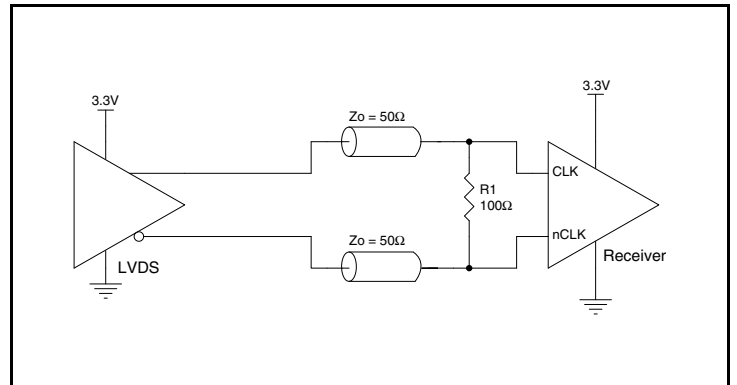 3.3V
3.3V
Zo = 50Ω
CLK
R1
100Ω
nCLK
Zo = 50Ω
LVDS
Receiver